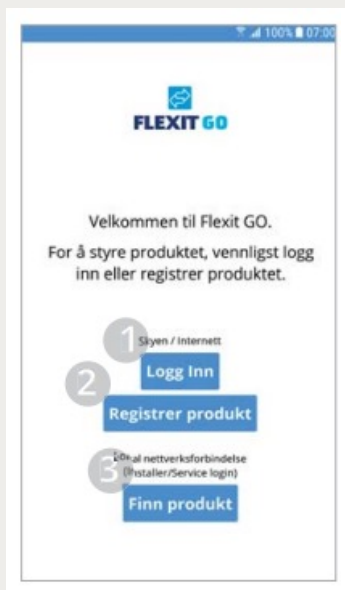 100% 07:00
FLEXIT GO
Velkommen til Flexit GO.
For å styre produktet, vennligst logg
inn eller registrer produktet.
1
Skyen / Internett
Logg Inn
2
Registrer produkt
3
Lokal nettverksforbindelse
(Installer/Service login)
Finn produkt